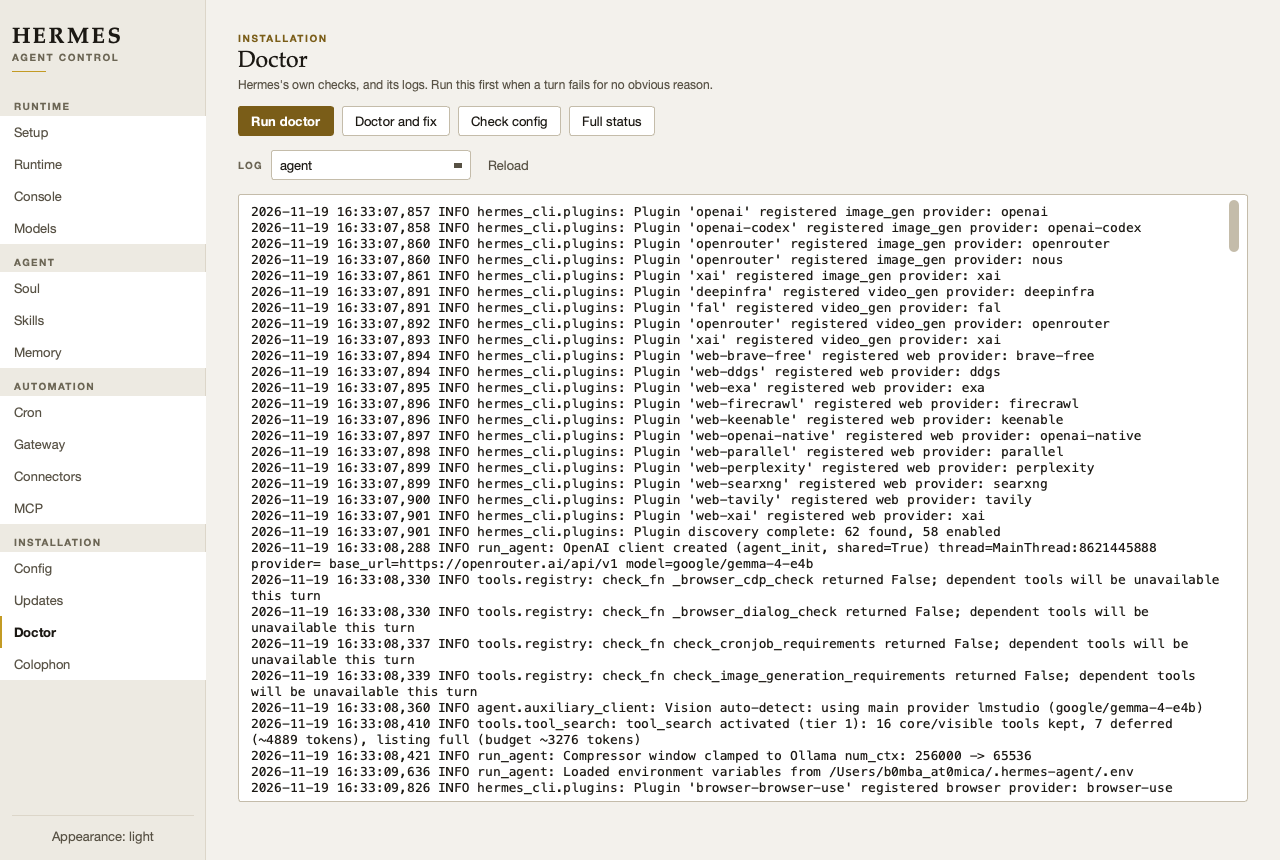 HERMES
AGENT CONTROL
RUNTIME
Setup
Runtime
Console
Models
AGENT
Soul
Skills
Memory
AUTOMATION
Cron
Gateway
Connectors
MCP
INSTALLATION
Config
Updates
Doctor
Colophon
Appearance: light
INSTALLATION
Doctor
Hermes's own checks, and its logs. Run this first when a turn fails for no obvious reason.
Run doctor
Doctor and fix
Check config
Full status
LOG
agent
Reload
2026-11-19 16:33:07,857 INFO hermes_cli.plugins: Plugin 'openai' registered image_gen provider: openai
2026-11-19 16:33:07,858 INFO hermes_cli.plugins: Plugin 'openai-codex' registered image_gen provider: openai-codex
2026-11-19 16:33:07,860 INFO hermes_cli.plugins: Plugin 'openrouter' registered image_gen provider: openrouter
2026-11-19 16:33:07,860 INFO hermes_cli.plugins: Plugin 'openrouter' registered image_gen provider: nous
2026-11-19 16:33:07,861 INFO hermes_cli.plugins: Plugin 'xai' registered image_gen provider: xai
2026-11-19 16:33:07,891 INFO hermes_cli.plugins: Plugin 'deepinfra' registered video_gen provider: deepinfra
2026-11-19 16:33:07,891 INFO hermes_cli.plugins: Plugin 'fal' registered video_gen provider: fal
2026-11-19 16:33:07,892 INFO hermes_cli.plugins: Plugin 'openrouter' registered video_gen provider: openrouter
2026-11-19 16:33:07,893 INFO hermes_cli.plugins: Plugin 'xai' registered video_gen provider: xai
2026-11-19 16:33:07,894 INFO hermes_cli.plugins: Plugin 'web-brave-free' registered web provider: brave-free
2026-11-19 16:33:07,894 INFO hermes_cli.plugins: Plugin 'web-ddgs' registered web provider: ddgs
2026-11-19 16:33:07,895 INFO hermes_cli.plugins: Plugin 'web-exa' registered web provider: exa
2026-11-19 16:33:07,896 INFO hermes_cli.plugins: Plugin 'web-firecrawl' registered web provider: firecrawl
2026-11-19 16:33:07,896 INFO hermes_cli.plugins: Plugin 'web-keenable' registered web provider: keenable
2026-11-19 16:33:07,897 INFO hermes_cli.plugins: Plugin 'web-openai-native' registered web provider: openai-native
2026-11-19 16:33:07,898 INFO hermes_cli.plugins: Plugin 'web-parallel' registered web provider: parallel
2026-11-19 16:33:07,899 INFO hermes_cli.plugins: Plugin 'web-perplexity' registered web provider: perplexity
2026-11-19 16:33:07,899 INFO hermes_cli.plugins: Plugin 'web-searxng' registered web provider: searxng
2026-11-19 16:33:07,900 INFO hermes_cli.plugins: Plugin 'web-tavily' registered web provider: tavily
2026-11-19 16:33:07,901 INFO hermes_cli.plugins: Plugin 'web-xai' registered web provider: xai
2026-11-19 16:33:07,901 INFO hermes_cli.plugins: Plugin discovery complete: 62 found, 58 enabled
2026-11-19 16:33:08,288 INFO run_agent: OpenAI client created (agent_init, shared=True) thread=MainThread:8621445888
provider= base_url=https://openrouter.ai/api/v1 model=google/gemma-4-e4b
2026-11-19 16:33:08,330 INFO tools.registry: check_fn _browser_cdp_check returned False; dependent tools will be unavailable
this turn
2026-11-19 16:33:08,330 INFO tools.registry: check_fn _browser_dialog_check returned False; dependent tools will be
unavailable this turn
2026-11-19 16:33:08,337 INFO tools.registry: check_fn check_cronjob_requirements returned False; dependent tools will be
unavailable this turn
2026-11-19 16:33:08,339 INFO tools.registry: check_fn check_image_generation_requirements returned False; dependent tools
will be unavailable this turn
2026-11-19 16:33:08,360 INFO agent.auxiliary_client: Vision auto-detect: using main provider lmstudio (google/gemma-4-e4b)
2026-11-19 16:33:08,410 INFO tools.tool_search: tool_search activated (tier 1): 16 core/visible tools kept, 7 deferred
(~4889 tokens), listing full (budget ~3276 tokens)
2026-11-19 16:33:08,421 INFO run_agent: Compressor window clamped to Ollama num_ctx: 256000 -> 65536
2026-11-19 16:33:09,636 INFO run_agent: Loaded environment variables from /Users/b0mba_at0mica/.hermes-agent/.env
2026-11-19 16:33:09,826 INFO hermes_cli.plugins: Plugin 'browser-browser-use' registered browser provider: browser-use